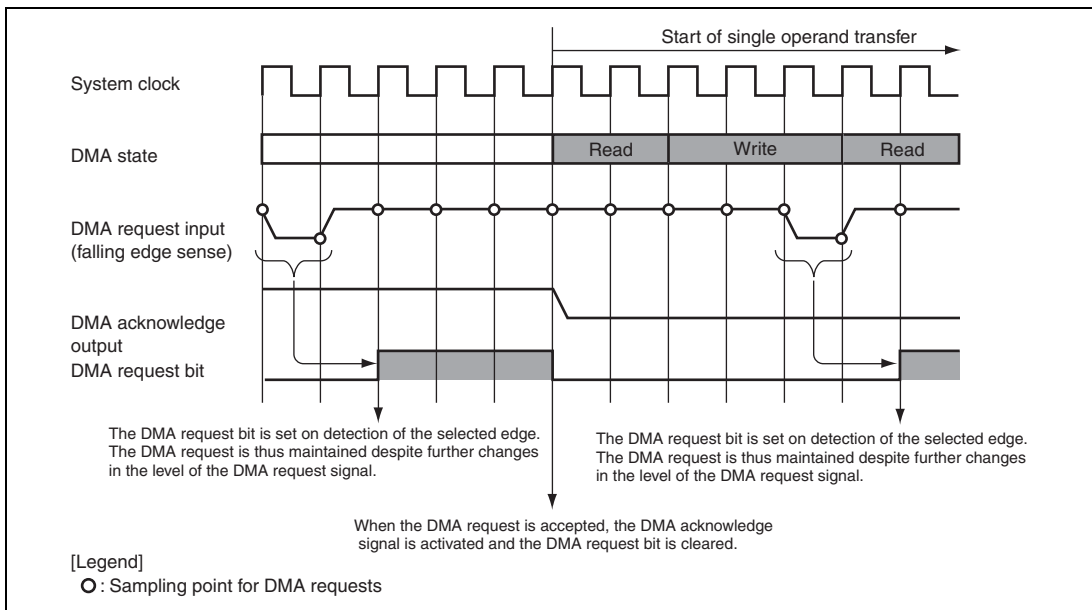 Start of single operand transfer
System clock
DMA state
Read
Write
Read
DMA request input
(falling edge sense)
DMA acknowledge
output
DMA request bit
The DMA request bit is set on detection of the selected edge.
The DMA request is thus maintained despite further changes
in the level of the DMA request signal.
The DMA request bit is set on detection of the selected edge.
The DMA request is thus maintained despite further changes
in the level of the DMA request signal.
When the DMA request is accepted, the DMA acknowledge
signal is activated and the DMA request bit is cleared.
[Legend]
: Sampling point for DMA requests